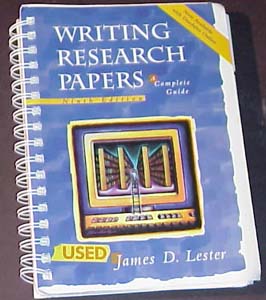 WRITING
RESEARCH
PAPERS
A Complete
Guide
Ninth Edition
USED
James D. Lester